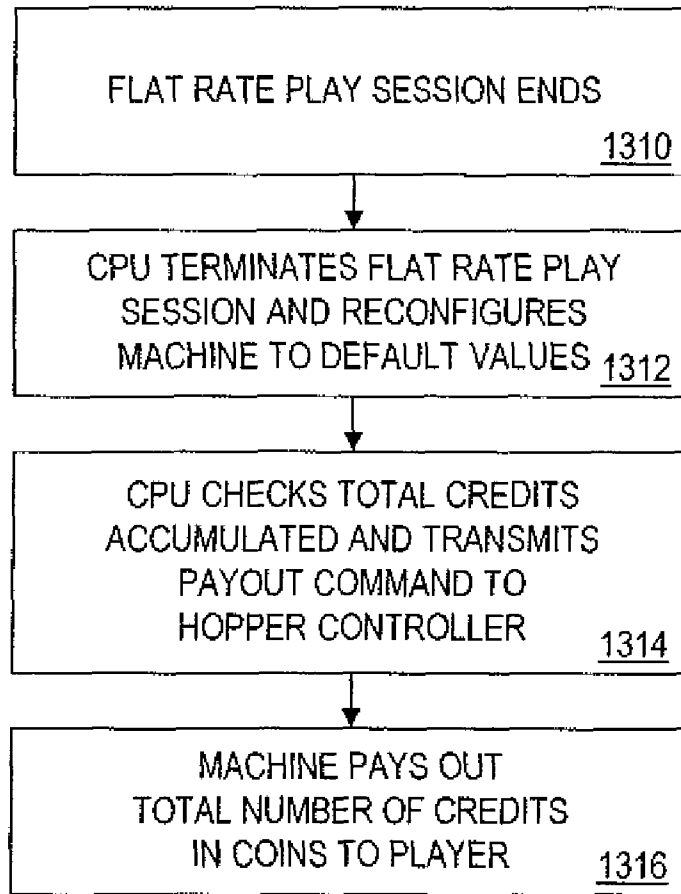 FLAT RATE PLAY SESSION ENDS
1310
CPU TERMINATES FLAT RATE PLAY
SESSION AND RECONFIGURES
MACHINE TO DEFAULT VALUES
1312
CPU CHECKS TOTAL CREDITS
ACCUMULATED AND TRANSMITS
PAYOUT COMMAND TO
HOPPER CONTROLLER
1314
MACHINE PAYS OUT
TOTAL NUMBER OF CREDITS
IN COINS TO PLAYER
1316